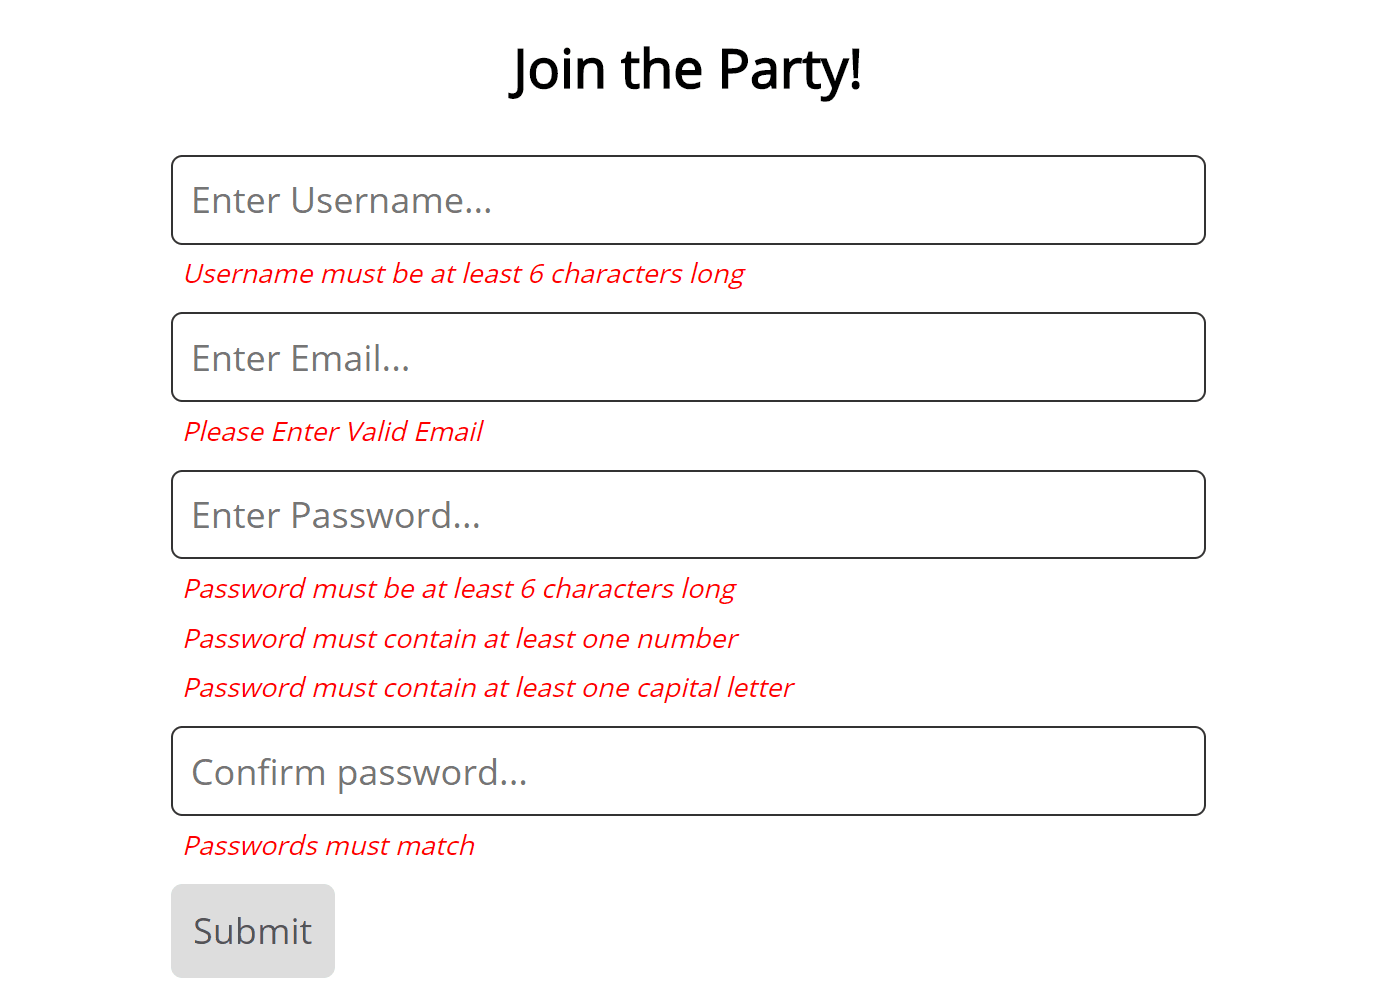 Join the Party!
Enter Username...
Username must be at least 6 characters long
Enter Email...
Please Enter Valid Email
Enter Password...
Password must be at least 6 characters long
Password must contain at least one number
Password must contain at least one capital letter
Confirm password...
Passwords must match
Submit